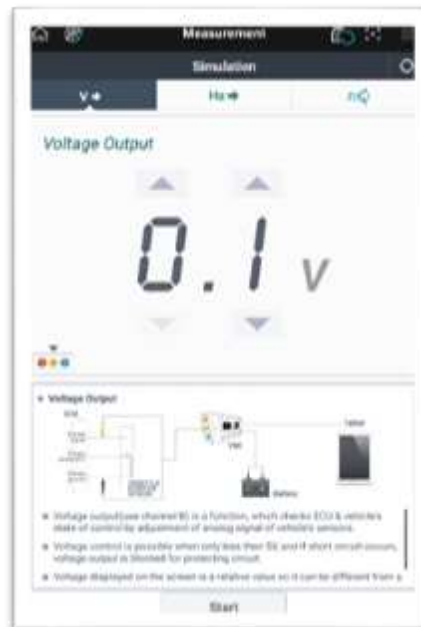 Measurement
Simulation
V
Hz
Voltage Output
0.1 V
Voltage Output
Tablet
VMI
Battery
Voltage output(use channel B) is a function, which checks ECU & vehicle's
state of control by adjustment of analog signal of vehicle's sensors.
Voltage control is possible when only less then 5V, and if short circuit occurs,
voltage output is blocked for protecting circuit.
Voltage displayed on the screen is a relative value so it can be different from a
Start